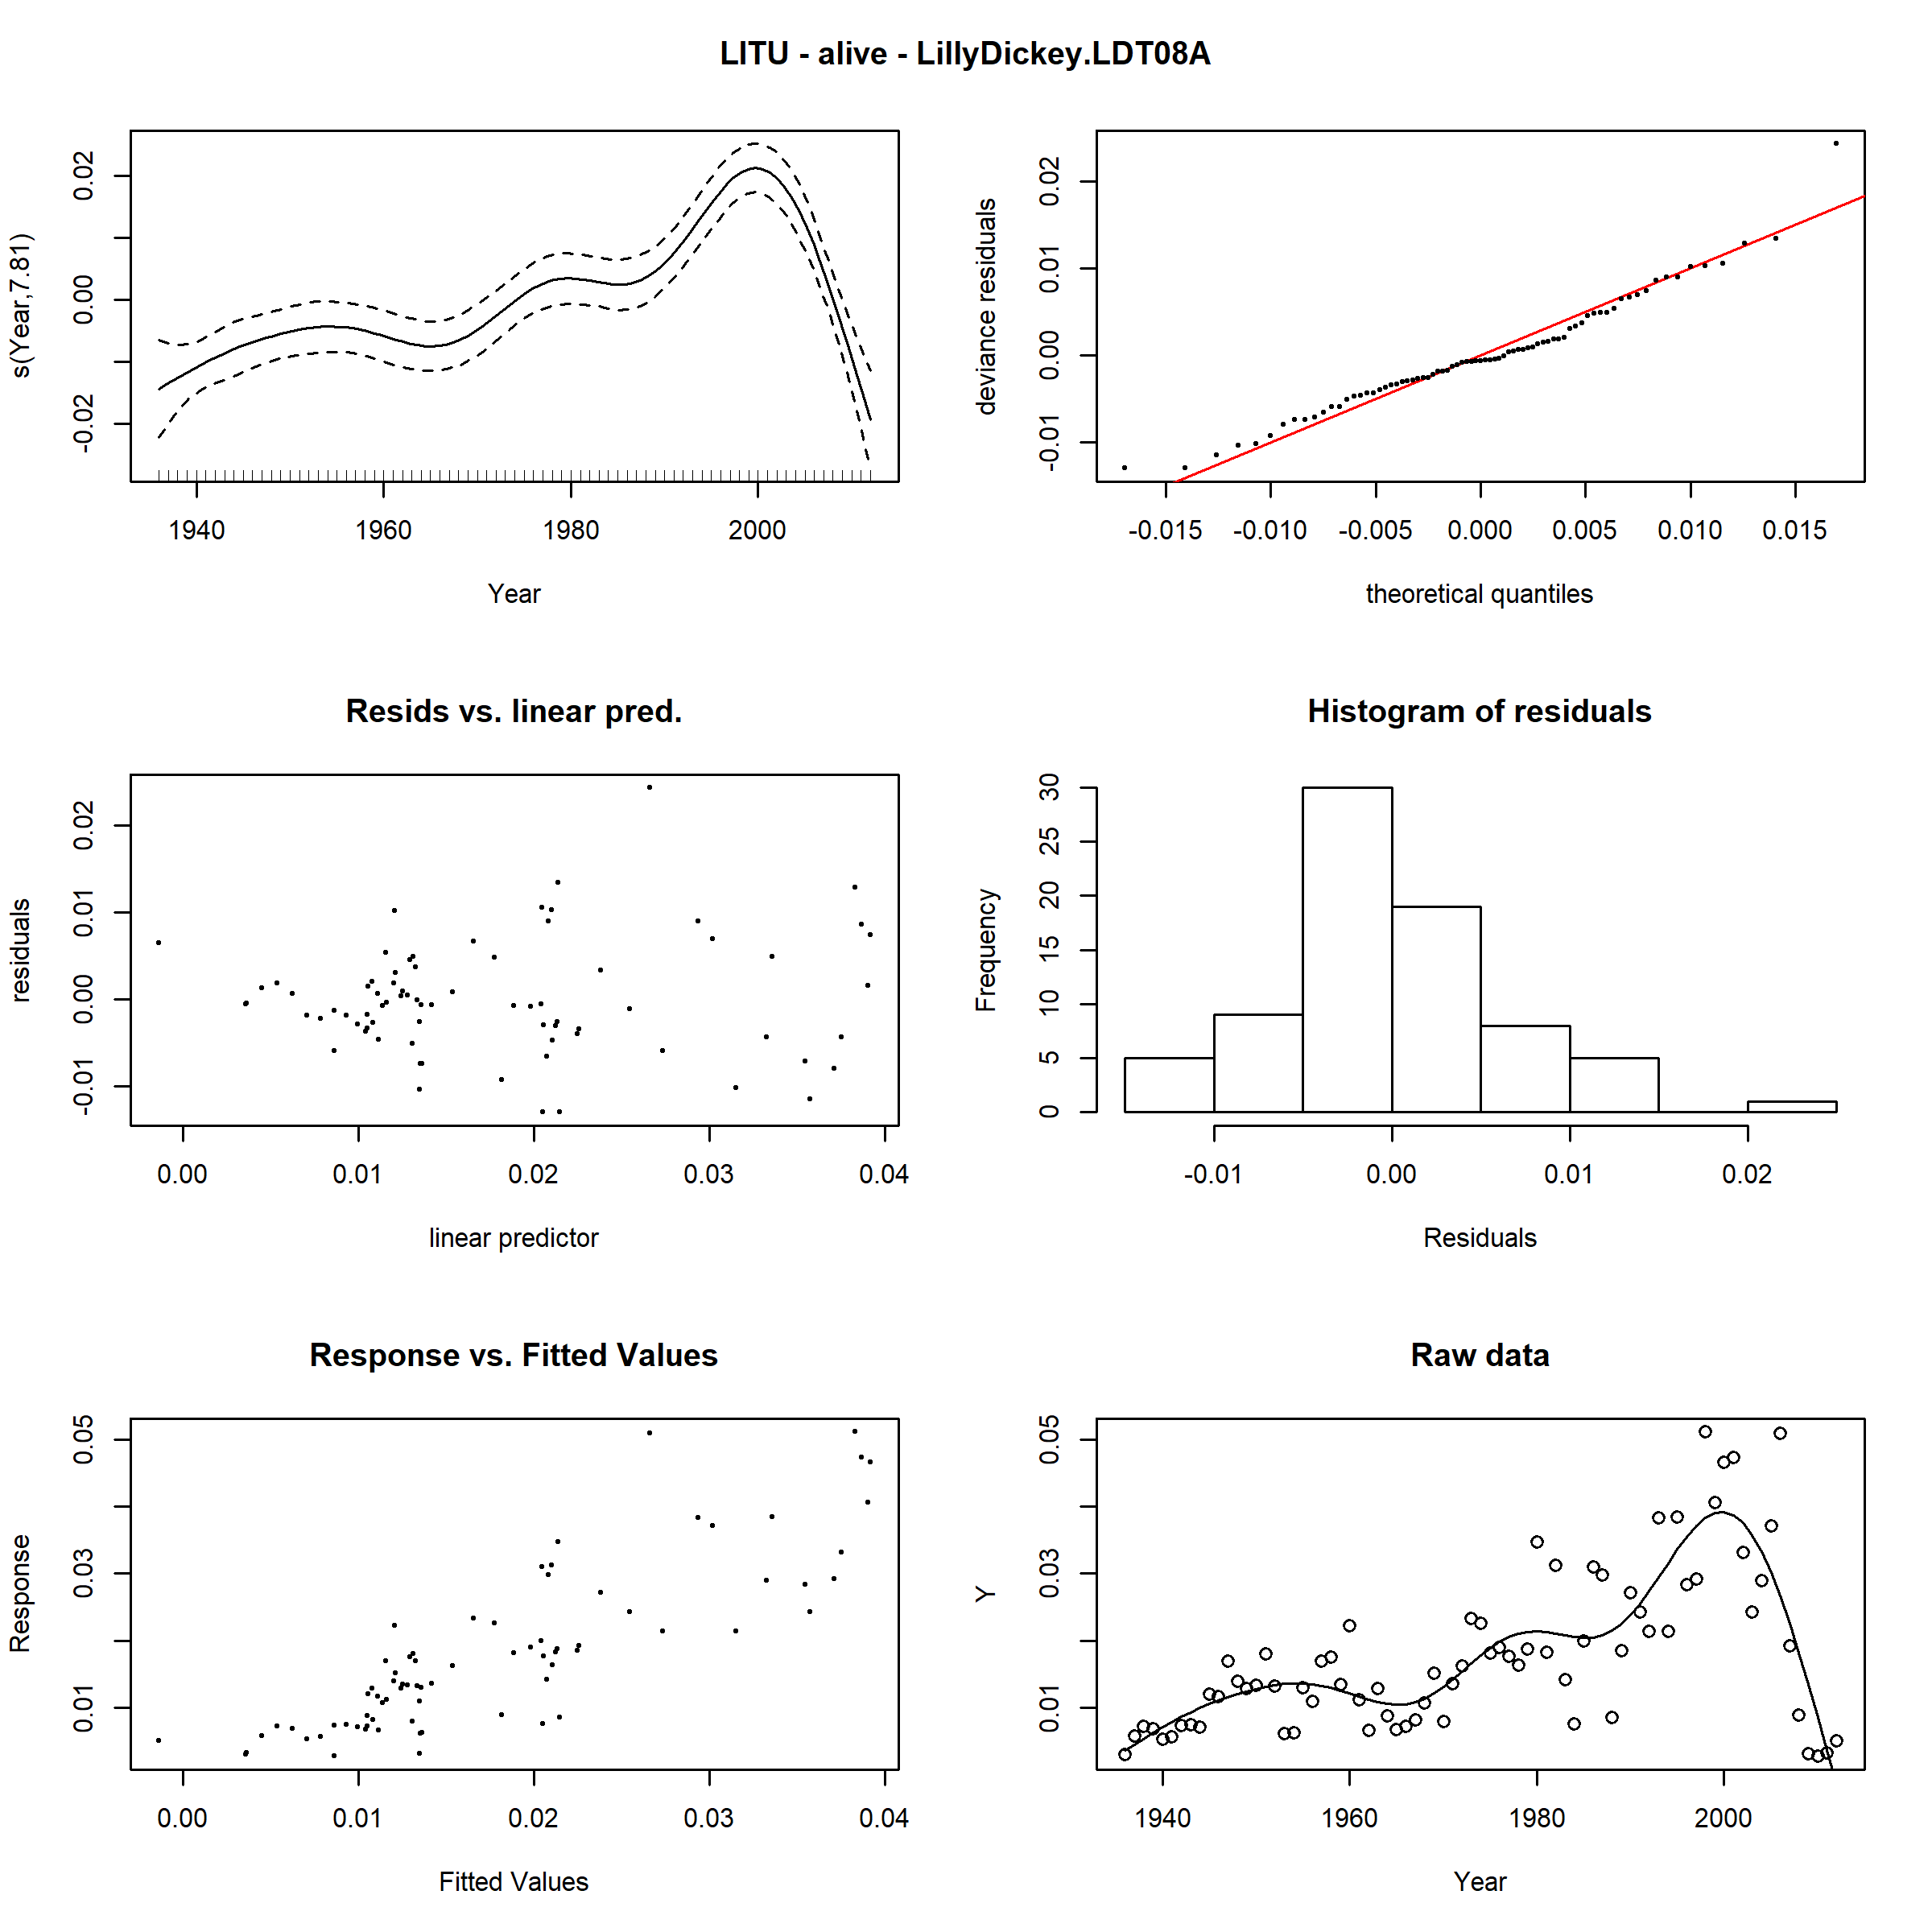 LITU - alive - LillyDickey.LDT08A
s(Year,7.81)
-0.02 0.00 0.02
1940 1960 1980 2000
Year
deviance residuals
-0.01 0.00 0.01 0.02
-0.015 -0.010 -0.005 0.000 0.005 0.010 0.015
theoretical quantiles
Resids vs. linear pred.
residuals
-0.01 0.00 0.01 0.02
0.00 0.01 0.02 0.03 0.04
linear predictor
Histogram of residuals
Frequency
0 5 10 15 20 25 30
-0.01 0.00 0.01 0.02
Residuals
Response vs. Fitted Values
Response
0.01 0.03 0.05
0.00 0.01 0.02 0.03 0.04
Fitted Values
Raw data
Y
0.01 0.03 0.05
1940 1960 1980 2000
Year